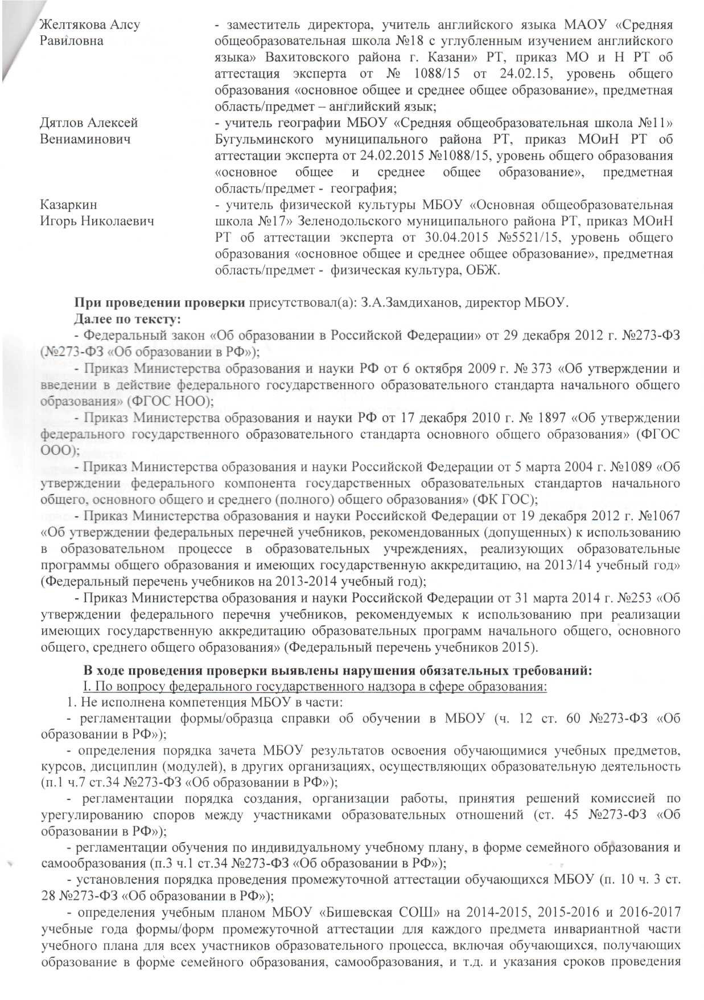 Желтякова Алсу - заместитель директора, учитель английского языка МАОУ «Средняя
Равиловна общеобразовательная школа №18 с углубленным изучением английского
языка» Вахитовского района г. Казани» РТ, приказ МО и Н РТ об
аттестация эксперта от № 1088/15 от 24.02.15, уровень общего
образования «основное общее и среднее общее образование», предметная
область/предмет – английский язык;
Дятлов Алексей - учитель географии МБОУ «Средняя общеобразовательная школа №11»
Вениаминович Бугульминского муниципального района РТ, приказ МОиН РТ об
аттестации эксперта от 24.02.2015 №1088/15, уровень общего образования
«основное общее и среднее общее образование», предметная
область/предмет - география;
Казаркин - учитель физической культуры МБОУ «Основная общеобразовательная
Игорь Николаевич школа №17» Зеленодольского муниципального района РТ, приказ МОиН
РТ об аттестации эксперта от 30.04.2015 №5521/15, уровень общего
образования «основное общее и среднее общее образование», предметная
область/предмет - физическая культура, ОБЖ.
При проведении проверки присутствовал(а): З.А.Замдиханов, директор МБОУ.
Далее по тексту:
- Федеральный закон «Об образовании в Российской Федерации» от 29 декабря 2012 г. №273-ФЗ
(№273-ФЗ «Об образовании в РФ»);
- Приказ Министерства образования и науки РФ от 6 октября 2009 г. № 373 «Об утверждении и
введении в действие федерального государственного образовательного стандарта начального общего
образования» (ФГОС НОО);
- Приказ Министерства образования и науки РФ от 17 декабря 2010 г. № 1897 «Об утверждении
федерального государственного образовательного стандарта основного общего образования» (ФГОС
ООО);
- Приказ Министерства образования и науки Российской Федерации от 5 марта 2004 г. №1089 «Об
утверждении федерального компонента государственных образовательных стандартов начального
общего, основного общего и среднего (полного) общего образования» (ФК ГОС);
- Приказ Министерства образования и науки Российской Федерации от 19 декабря 2012 г. №1067
«Об утверждении федеральных перечней учебников, рекомендованных (допущенных) к использованию
в образовательном процессе в образовательных учреждениях, реализующих образовательные
программы общего образования и имеющих государственную аккредитацию, на 2013/14 учебный год»
(Федеральный перечень учебников на 2013-2014 учебный год);
- Приказ Министерства образования и науки Российской Федерации от 31 марта 2014 г. №253 «Об
утверждении федерального перечня учебников, рекомендуемых к использованию при реализации
имеющих государственную аккредитацию образовательных программ начального общего, основного
общего, среднего общего образования» (Федеральный перечень учебников 2015).
В ходе проведения проверки выявлены нарушения обязательных требований:
I. По вопросу федерального государственного надзора в сфере образования:
1. Не исполнена компетенция МБОУ в части:
- регламентации формы/образца справки об обучении в МБОУ (ч. 12 ст. 60 №273-ФЗ «Об
образовании в РФ»);
- определения порядка зачета МБОУ результатов освоения обучающимися учебных предметов,
курсов, дисциплин (модулей), в других организациях, осуществляющих образовательную деятельность
(п.1 ч.7 ст.34 №273-ФЗ «Об образовании в РФ»);
- регламентации порядка создания, организации работы, принятия решений комиссией по
урегулированию споров между участниками образовательных отношений (ст. 45 №273-ФЗ «Об
образовании в РФ»);
- регламентации обучения по индивидуальному учебному плану, в форме семейного образования и
самообразования (п.3 ч.1 ст.34 №273-ФЗ «Об образовании в РФ»);
- установления порядка проведения промежуточной аттестации обучающихся МБОУ (п. 10 ч. 3 ст.
28 №273-ФЗ «Об образовании в РФ»);
- определения учебным планом МБОУ «Бишевская СОШ» на 2014-2015, 2015-2016 и 2016-2017
учебные года формы/форм промежуточной аттестации для каждого предмета инвариантной части
учебного плана для всех участников образовательного процесса, включая обучающихся, получающих
образование в форме семейного образования, самообразования, и т.д. и указания сроков проведения